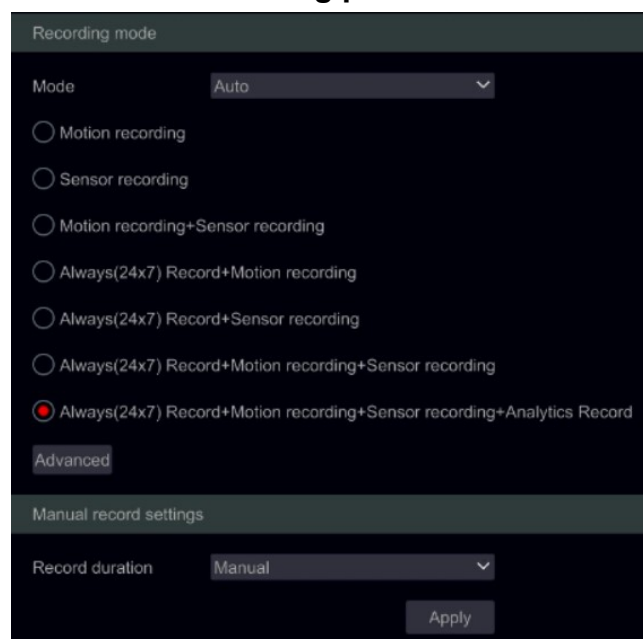 Recording mode
Mode Auto
Motion recording
Sensor recording
Motion recording+Sensor recording
Always(24x7) Record+Motion recording
Always(24x7) Record+Sensor recording
Always(24x7) Record+Motion recording+Sensor recording
Always(24x7) Record+Motion recording+Sensor recording+Analytics Record
Advanced
Manual record settings
Record duration Manual
Apply